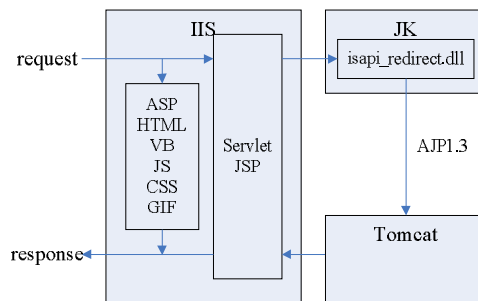 IIS
JK
request
isapi_redirect.dll
ASP
HTML
VB
JS
CSS
GIF
Servlet
JSP
AJP1.3
Tomcat
response